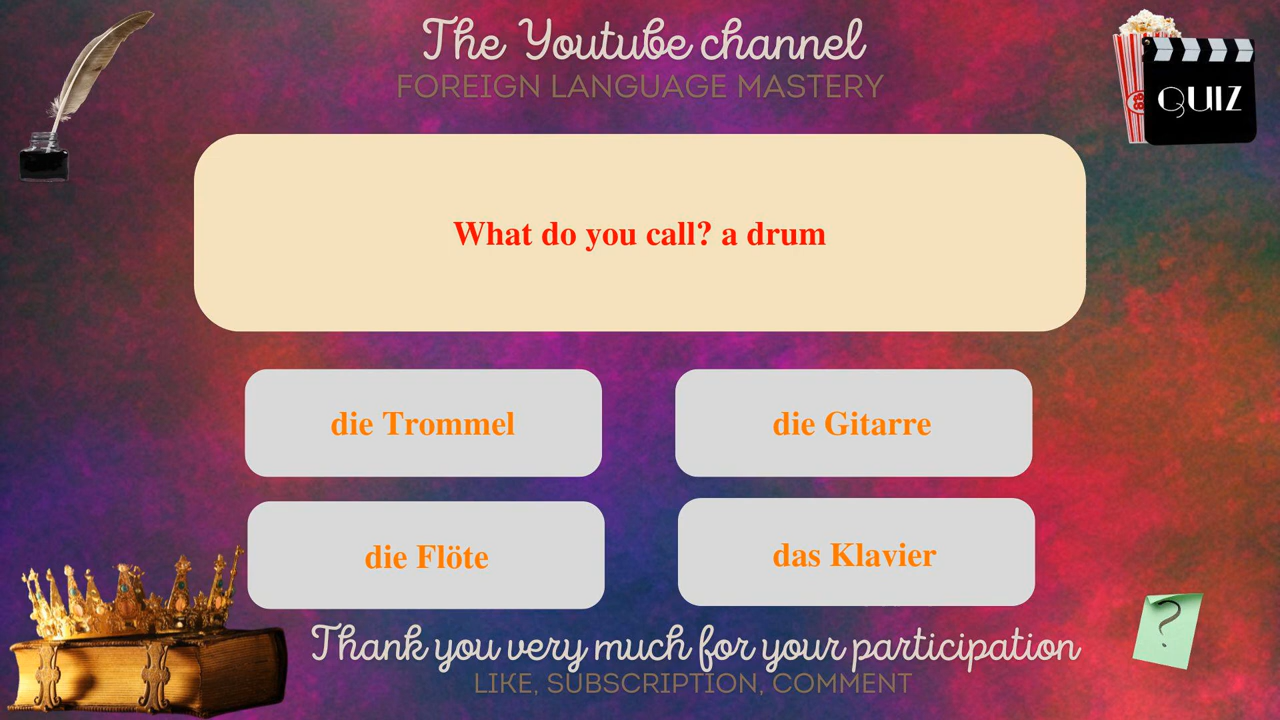 The Youtube channel
FOREIGN LANGUAGE MASTERY
QUIZ
What do you call? a drum
die Trommel
die Gitarre
die Flöte
das Klavier
?
Thank you very much for your participation
LIKE, SUBSCRIPTION, COMMENT